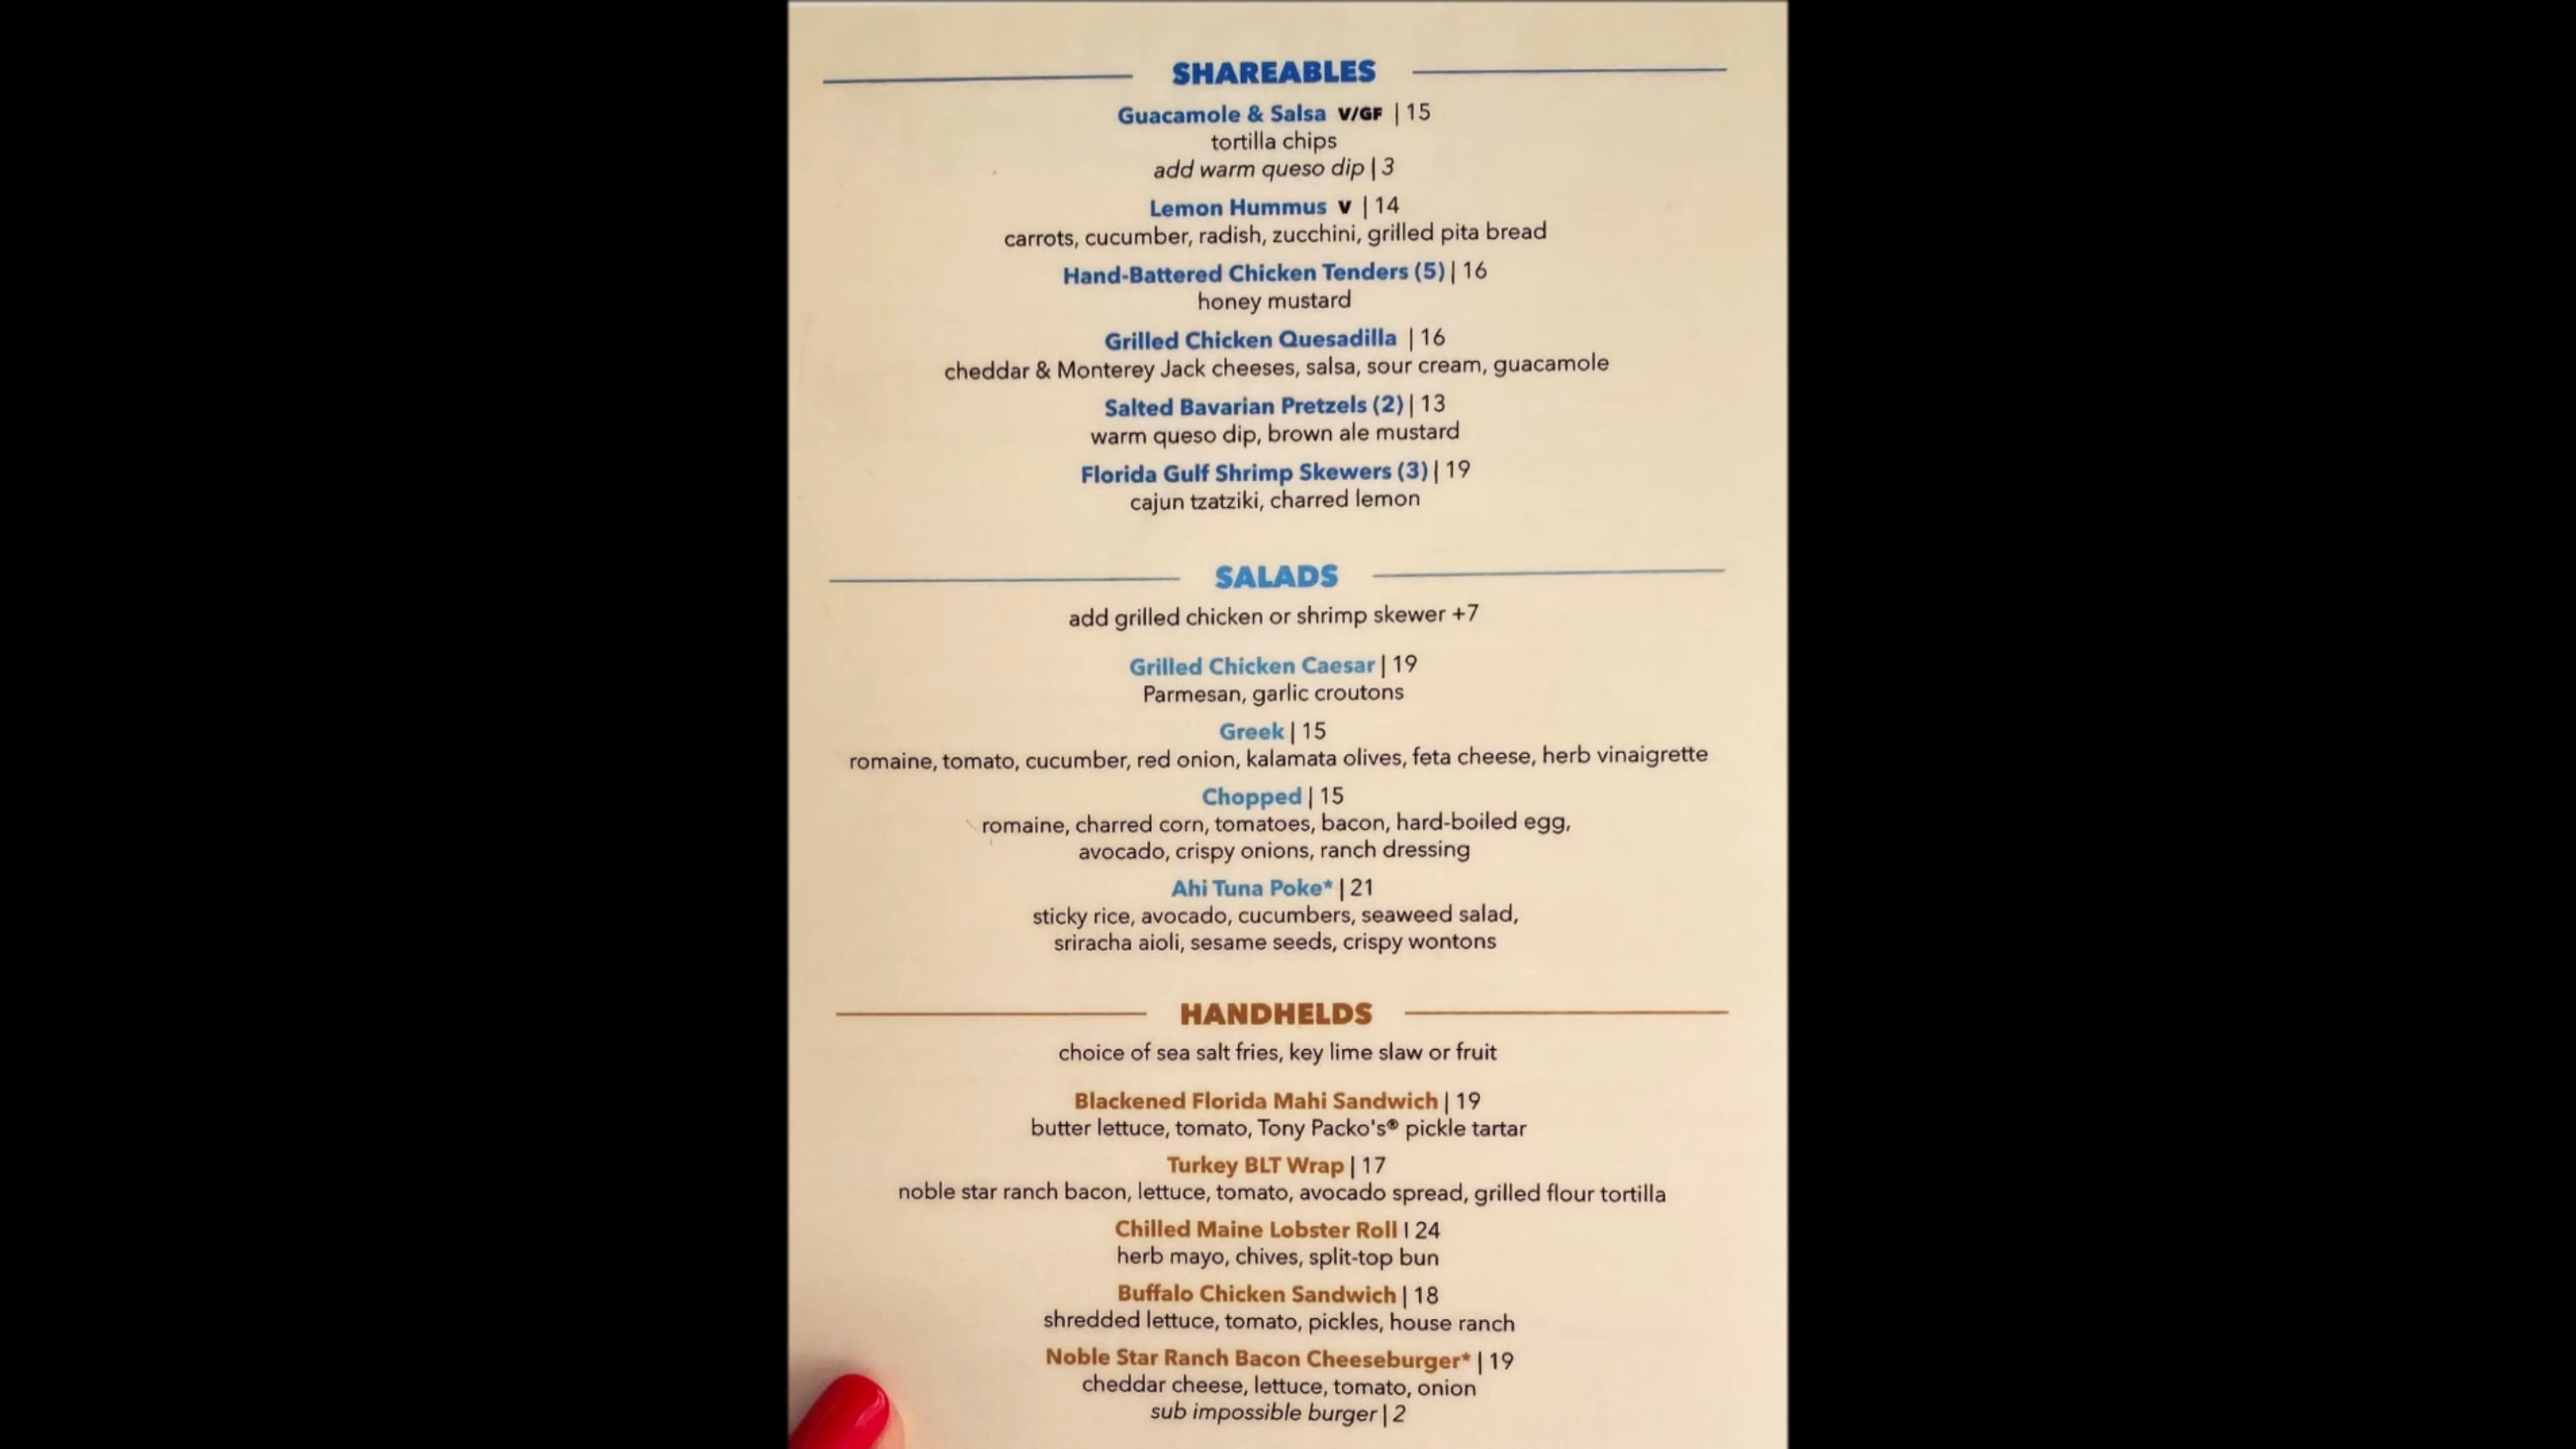 SHAREABLES
Guacamole & Salsa V/GF | 15
tortilla chips
add warm queso dip | 3
Lemon Hummus V | 14
carrots, cucumber, radish, zucchini, grilled pita bread
Hand-Battered Chicken Tenders (5) | 16
honey mustard
Grilled Chicken Quesadilla | 16
cheddar & Monterey Jack cheeses, salsa, sour cream, guacamole
Salted Bavarian Pretzels (2) | 13
warm queso dip, brown ale mustard
Florida Gulf Shrimp Skewers (3) | 19
cajun tzatziki, charred lemon
SALADS
add grilled chicken or shrimp skewer +7
Grilled Chicken Caesar | 19
Parmesan, garlic croutons
Greek | 15
romaine, tomato, cucumber, red onion, kalamata olives, feta cheese, herb vinaigrette
Chopped | 15
romaine, charred corn, tomatoes, bacon, hard-boiled egg,
avocado, crispy onions, ranch dressing
Ahi Tuna Poke* | 21
sticky rice, avocado, cucumbers, seaweed salad,
sriracha aioli, sesame seeds, crispy wontons
HANDHELDS
choice of sea salt fries, key lime slaw or fruit
Blackened Florida Mahi Sandwich | 19
butter lettuce, tomato, Tony Packo's® pickle tartar
Turkey BLT Wrap | 17
noble star ranch bacon, lettuce, tomato, avocado spread, grilled flour tortilla
Chilled Maine Lobster Roll I 24
herb mayo, chives, split-top bun
Buffalo Chicken Sandwich | 18
shredded lettuce, tomato, pickles, house ranch
Noble Star Ranch Bacon Cheeseburger* | 19
cheddar cheese, lettuce, tomato, onion
sub impossible burger | 2